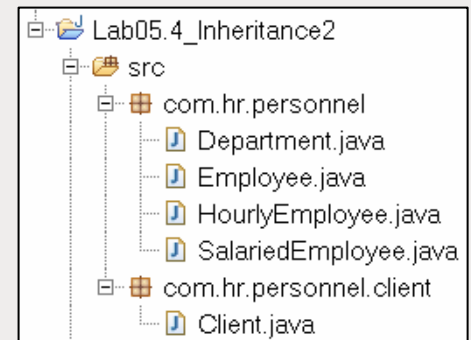 Lab05.4_Inheritance2
src
com.hr.personnel
Department.java
Employee.java
HourlyEmployee.java
SalariedEmployee.java
com.hr.personnel.client
Client.java